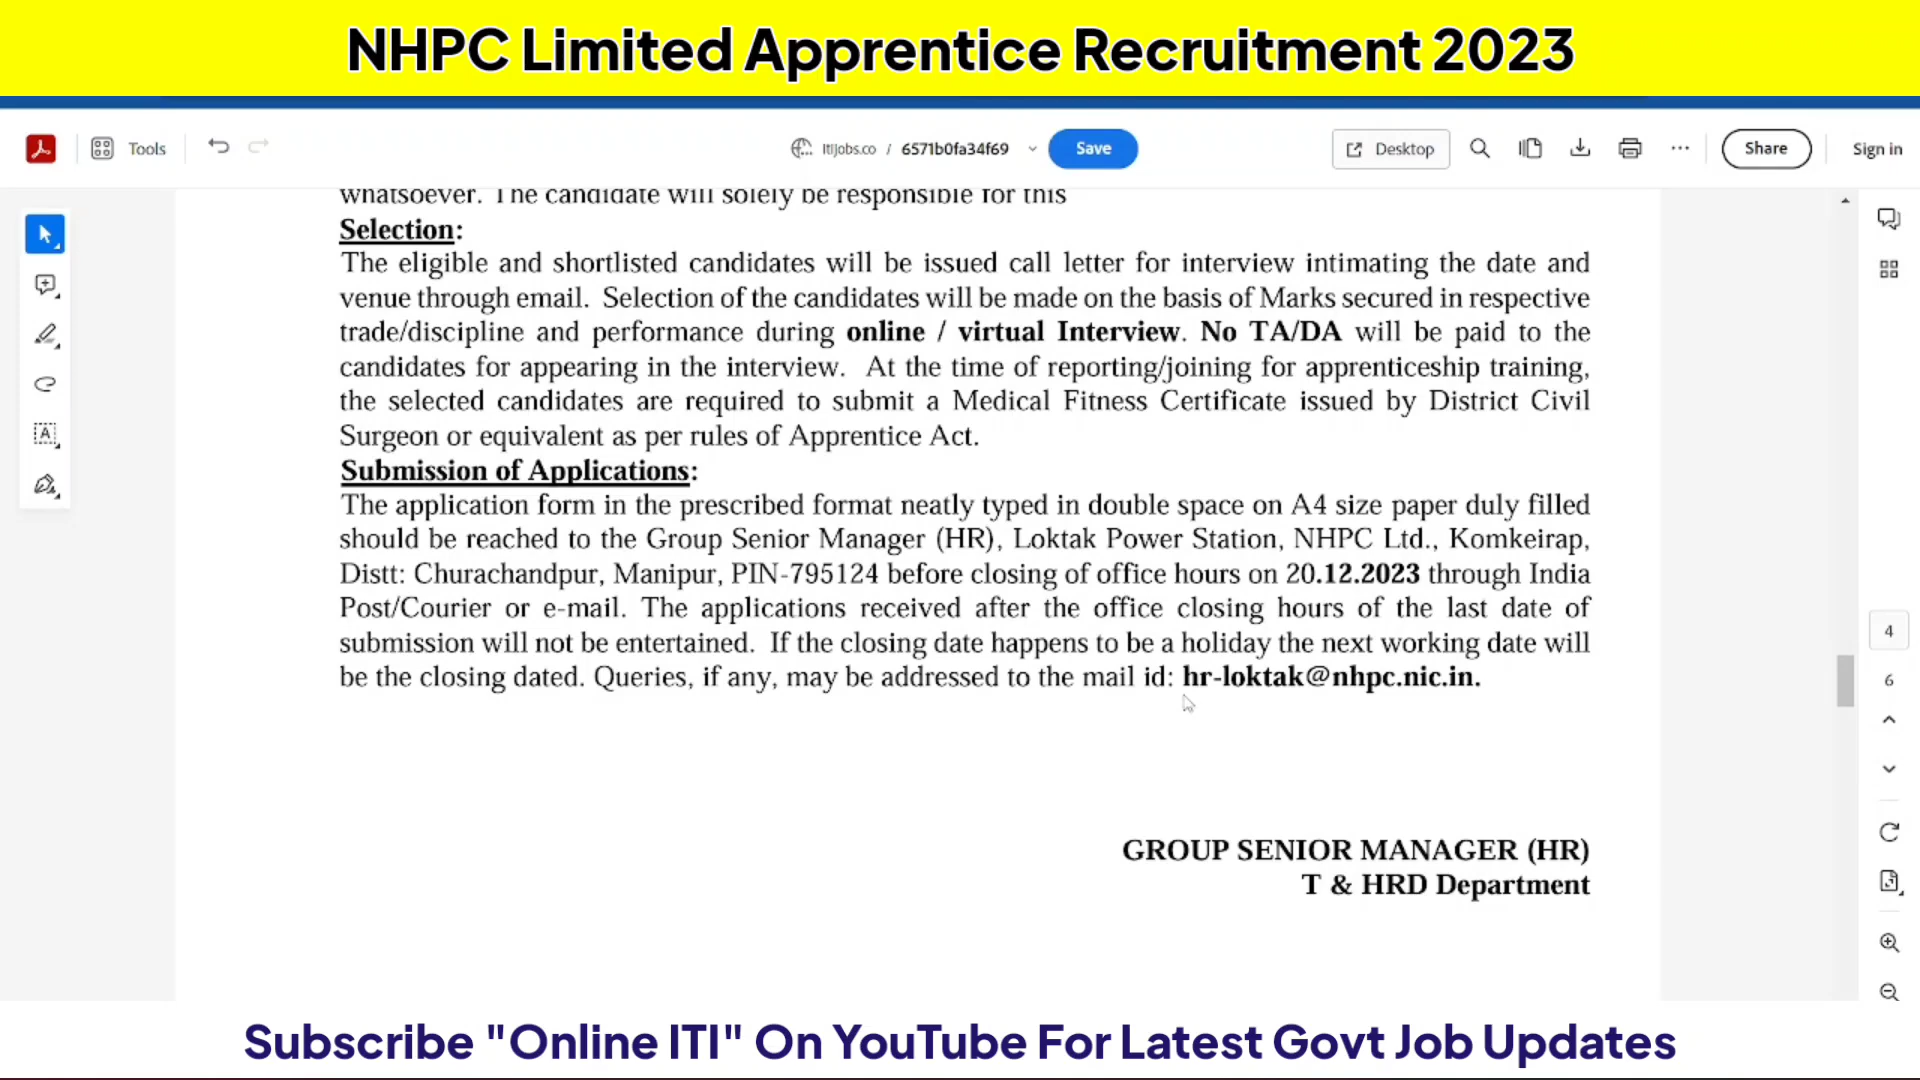 NHPC Limited Apprentice Recruitment 2023
Tools
itijobs.co / 6571b0fa34f69
Save
Desktop
Share
Sign in
whatsoever. The candidate will solely be responsible for this
Selection:
The eligible and shortlisted candidates will be issued call letter for interview intimating the date and
venue through email. Selection of the candidates will be made on the basis of Marks secured in respective
trade/discipline and performance during online / virtual Interview. No TA/DA will be paid to the
candidates for appearing in the interview. At the time of reporting/joining for apprenticeship training,
the selected candidates are required to submit a Medical Fitness Certificate issued by District Civil
Surgeon or equivalent as per rules of Apprentice Act.
Submission of Applications:
The application form in the prescribed format neatly typed in double space on A4 size paper duly filled
should be reached to the Group Senior Manager (HR), Loktak Power Station, NHPC Ltd., Komkeirap,
Distt: Churachandpur, Manipur, PIN-795124 before closing of office hours on 20.12.2023 through India
Post/Courier or e-mail. The applications received after the office closing hours of the last date of
submission will not be entertained. If the closing date happens to be a holiday the next working date will
be the closing dated. Queries, if any, may be addressed to the mail id: hr-loktak@nhpc.nic.in.
4
6
GROUP SENIOR MANAGER (HR)
T & HRD Department
Subscribe "Online ITI" On YouTube For Latest Govt Job Updates